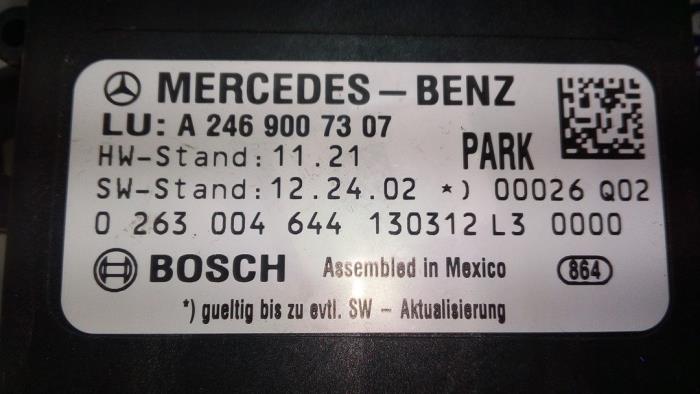 MERCEDES-BENZ
LU: A 246 900 73 07
HW-Stand: 11.21 PARK
SW-Stand: 12.24.02 *) 00026 Q02
0 263 004 644 130312 L3 0000
BOSCH Assembled in Mexico 864
*) gueltig bis zu evtl. SW - Aktualisierung